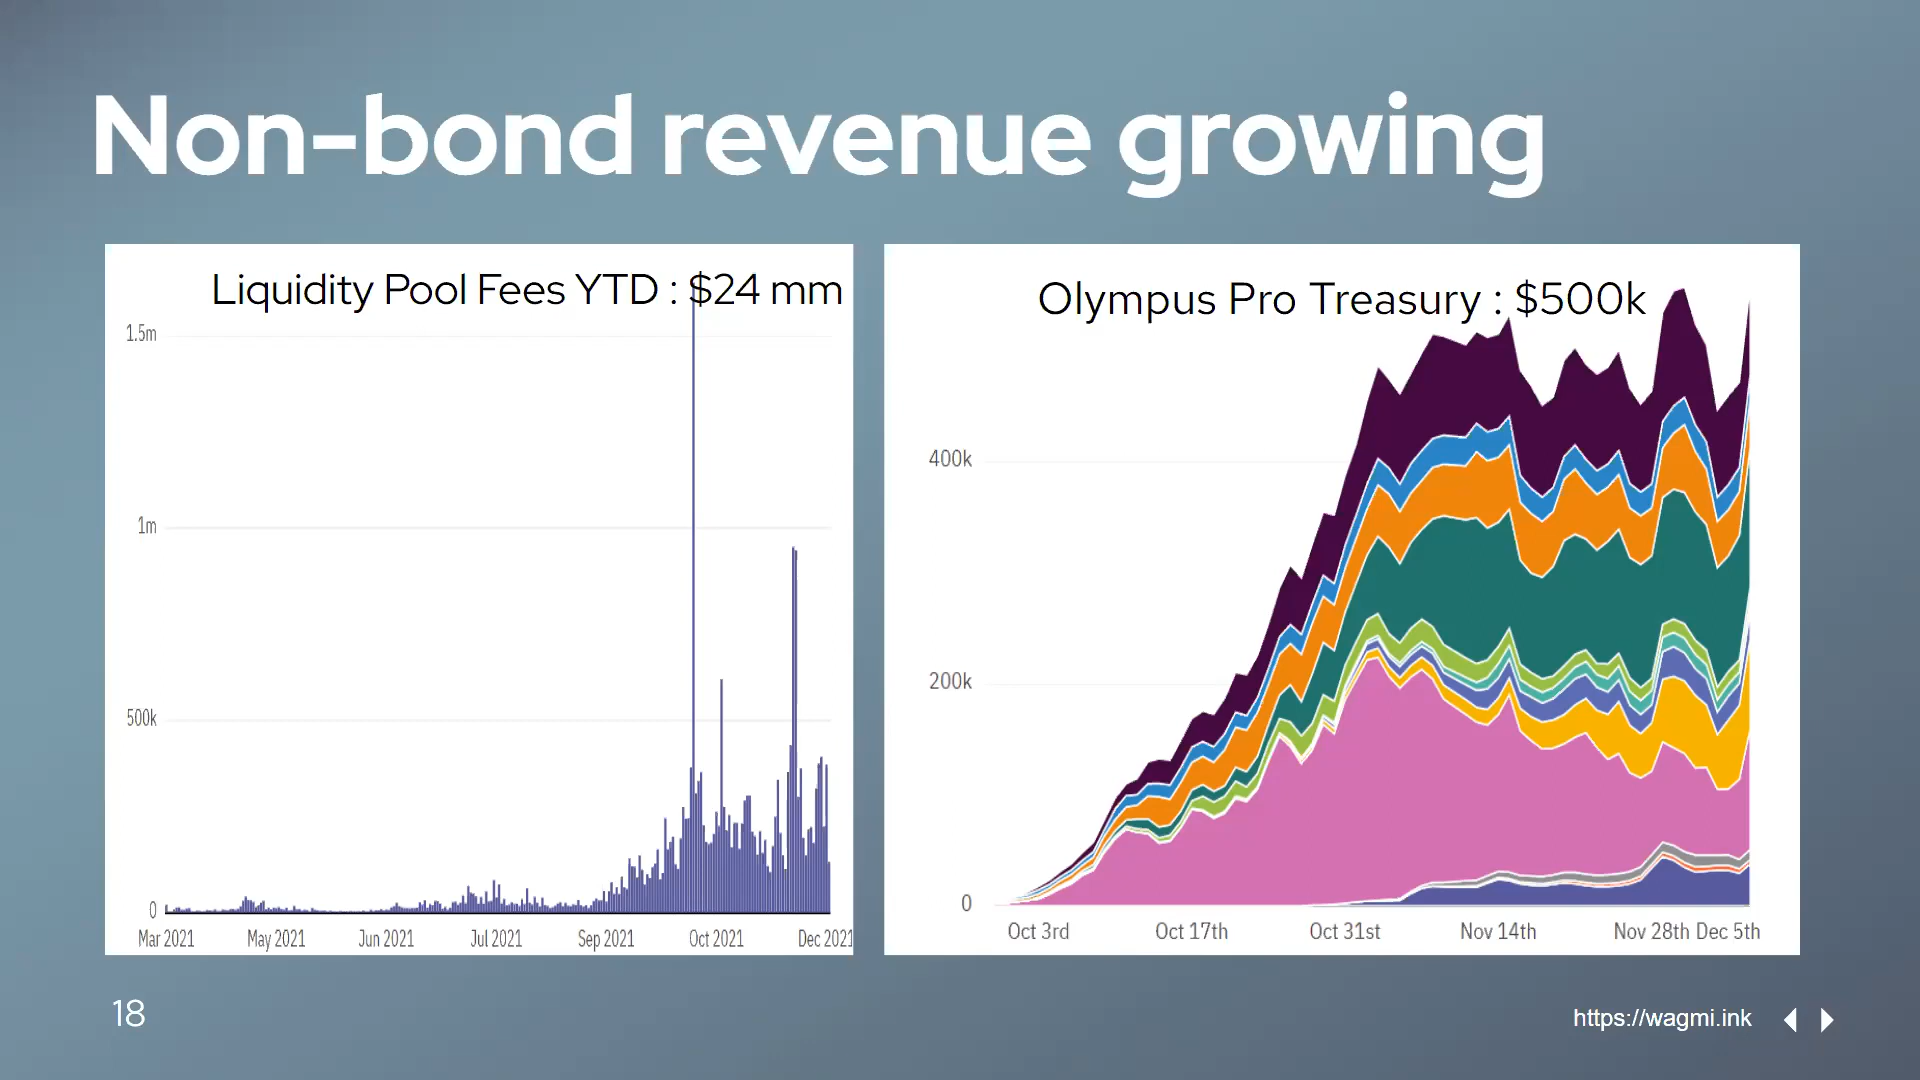 Non-bond revenue growing
Liquidity Pool Fees YTD : $24 mm
1.5m
1m
500k
0
Mar 2021 May 2021 Jun 2021 Jul 2021 Sep 2021 Oct 2021 Dec 2021
Olympus Pro Treasury : $500k
400k
200k
0
Oct 3rd Oct 17th Oct 31st Nov 14th Nov 28th Dec 5th
18
https://wagmi.ink